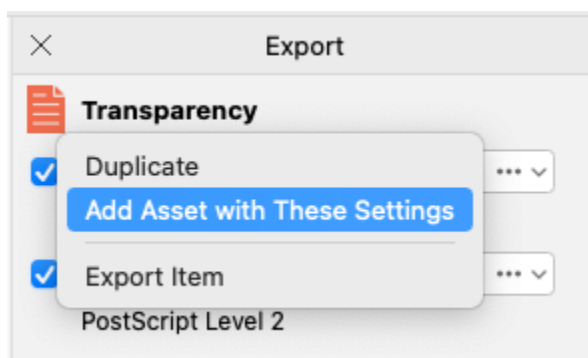 Export
Transparency
Duplicate
Add Asset with These Settings
Export Item
PostScript Level 2